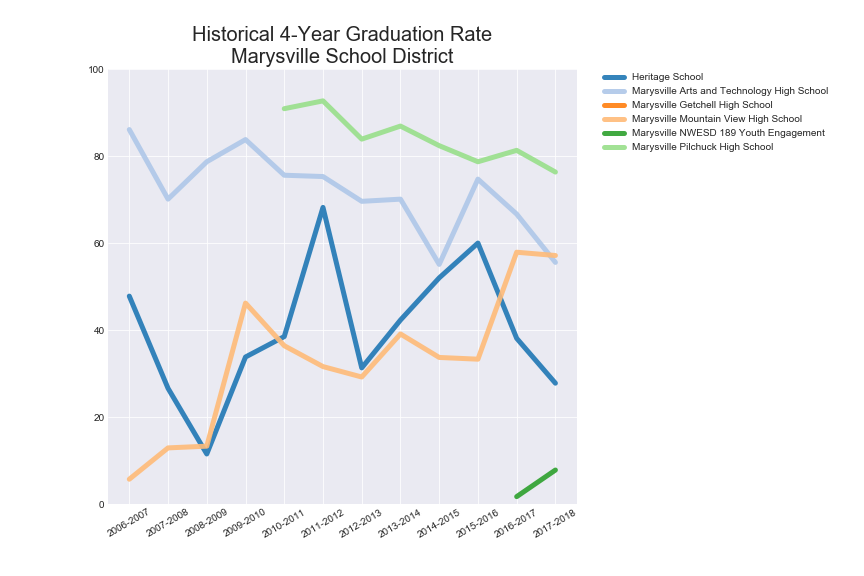 Historical 4-Year Graduation Rate
Marysville School District
100
80
60
40
20
0
2006-2007
2007-2008
2008-2009
2009-2010
2010-2011
2011-2012
2012-2013
2013-2014
2014-2015
2015-2016
2016-2017
2017-2018
Heritage School
Marysville Arts and Technology High School
Marysville Getchell High School
Marysville Mountain View High School
Marysville NWESD 189 Youth Engagement
Marysville Pilchuck High School